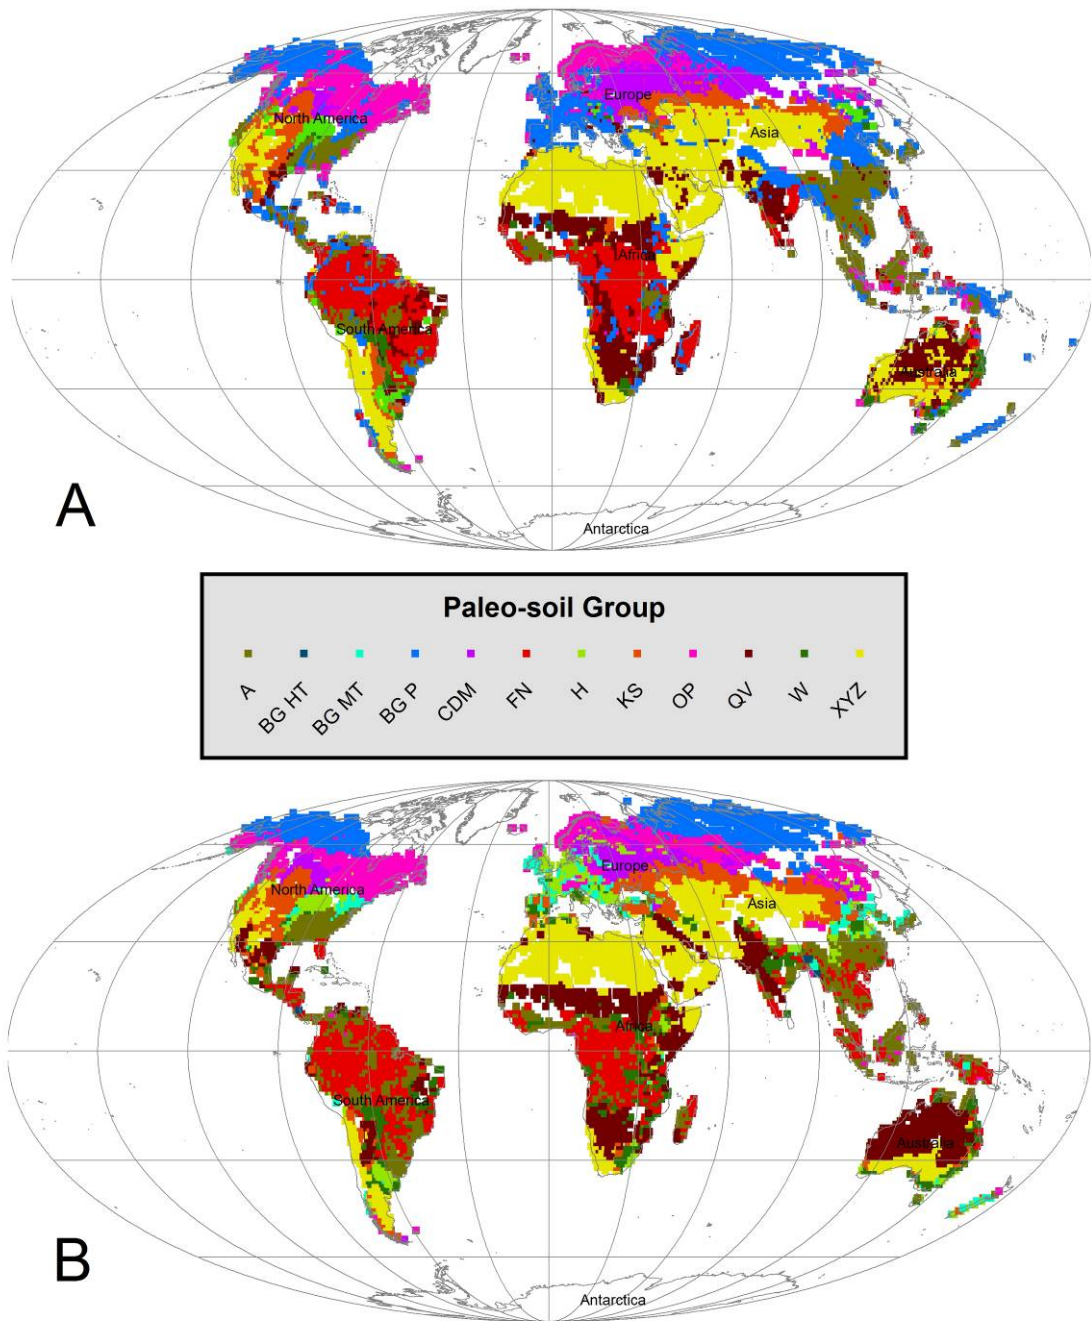 Europe
North America
Asia
Africa
South America
Australia
A
Antarctica
Paleo-soil Group
A
BG HT
BG MT
BG P
CDM
FN
H
KS
OP
QV
W
XYZ
Europe
North America
Asia
Africa
South America
Australia
B
Antarctica